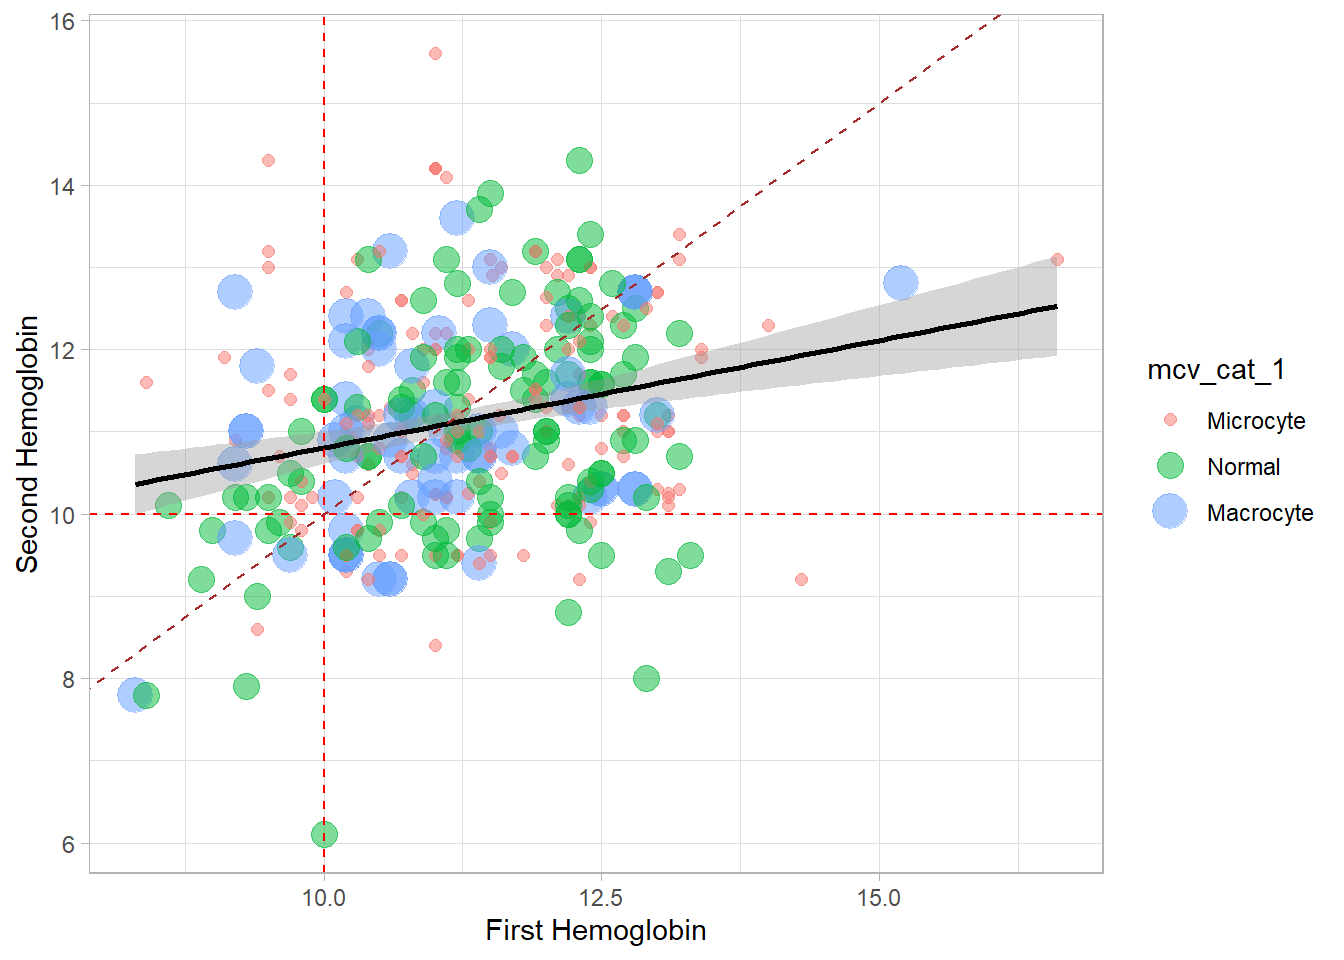 16
14
12
10
8
6
Second Hemoglobin
10.0
12.5
15.0
First Hemoglobin
mcv_cat_1
Microcyte
Normal
Macrocyte